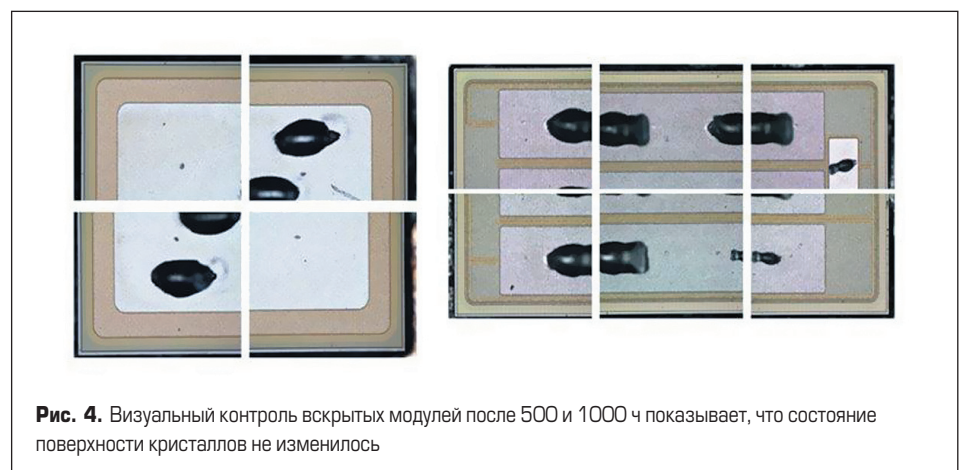 Рис. 4. Визуальный контроль вскрытых модулей после 500 и 1000 ч показывает, что состояние
поверхности кристаллов не изменилось